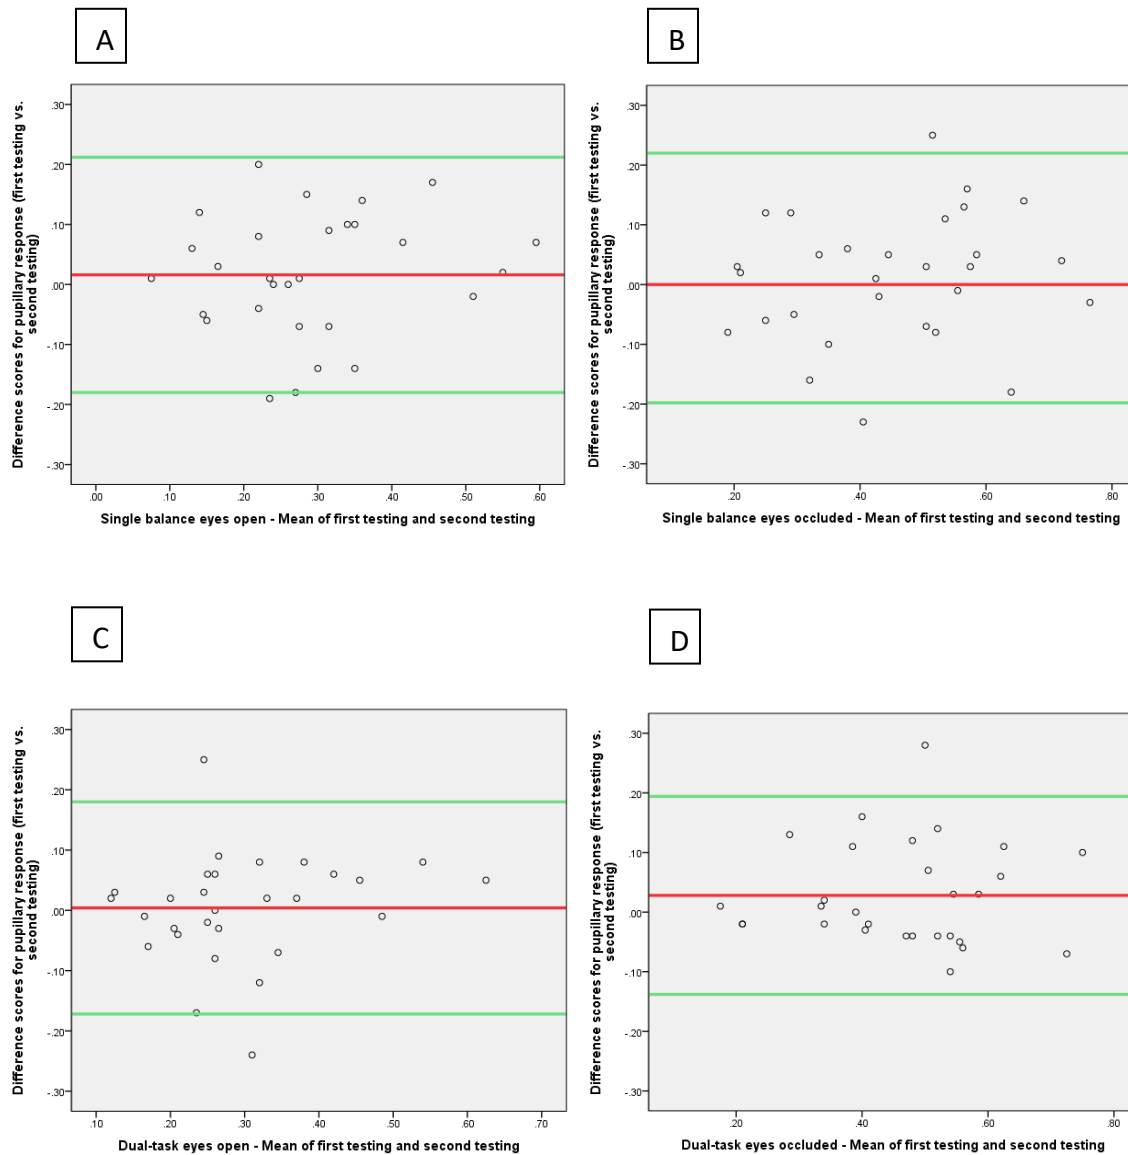 A
Difference scores for pupillary response (first testing vs.
second testing)
.30
.20
.10
.00
-.10
-.20
-.30
.00 .10 .20 .30 .40 .50 .60
Single balance eyes open - Mean of first testing and second testing
B
Difference scores for pupillary response (first testing vs.
second testing)
.30
.20
.10
.00
-.10
-.20
-.30
.20 .40 .60 .80
Single balance eyes occluded - Mean of first testing and second testing
C
Difference scores for pupillary response (first testing vs.
second testing)
.30
.20
.10
.00
-.10
-.20
-.30
.10 .20 .30 .40 .50 .60 .70
Dual-task eyes open - Mean of first testing and second testing
D
Difference scores for pupillary response (first testing vs.
second testing)
.30
.20
.10
.00
-.10
-.20
-.30
.20 .40 .60 .80
Dual-task eyes occluded - Mean of first testing and second testing